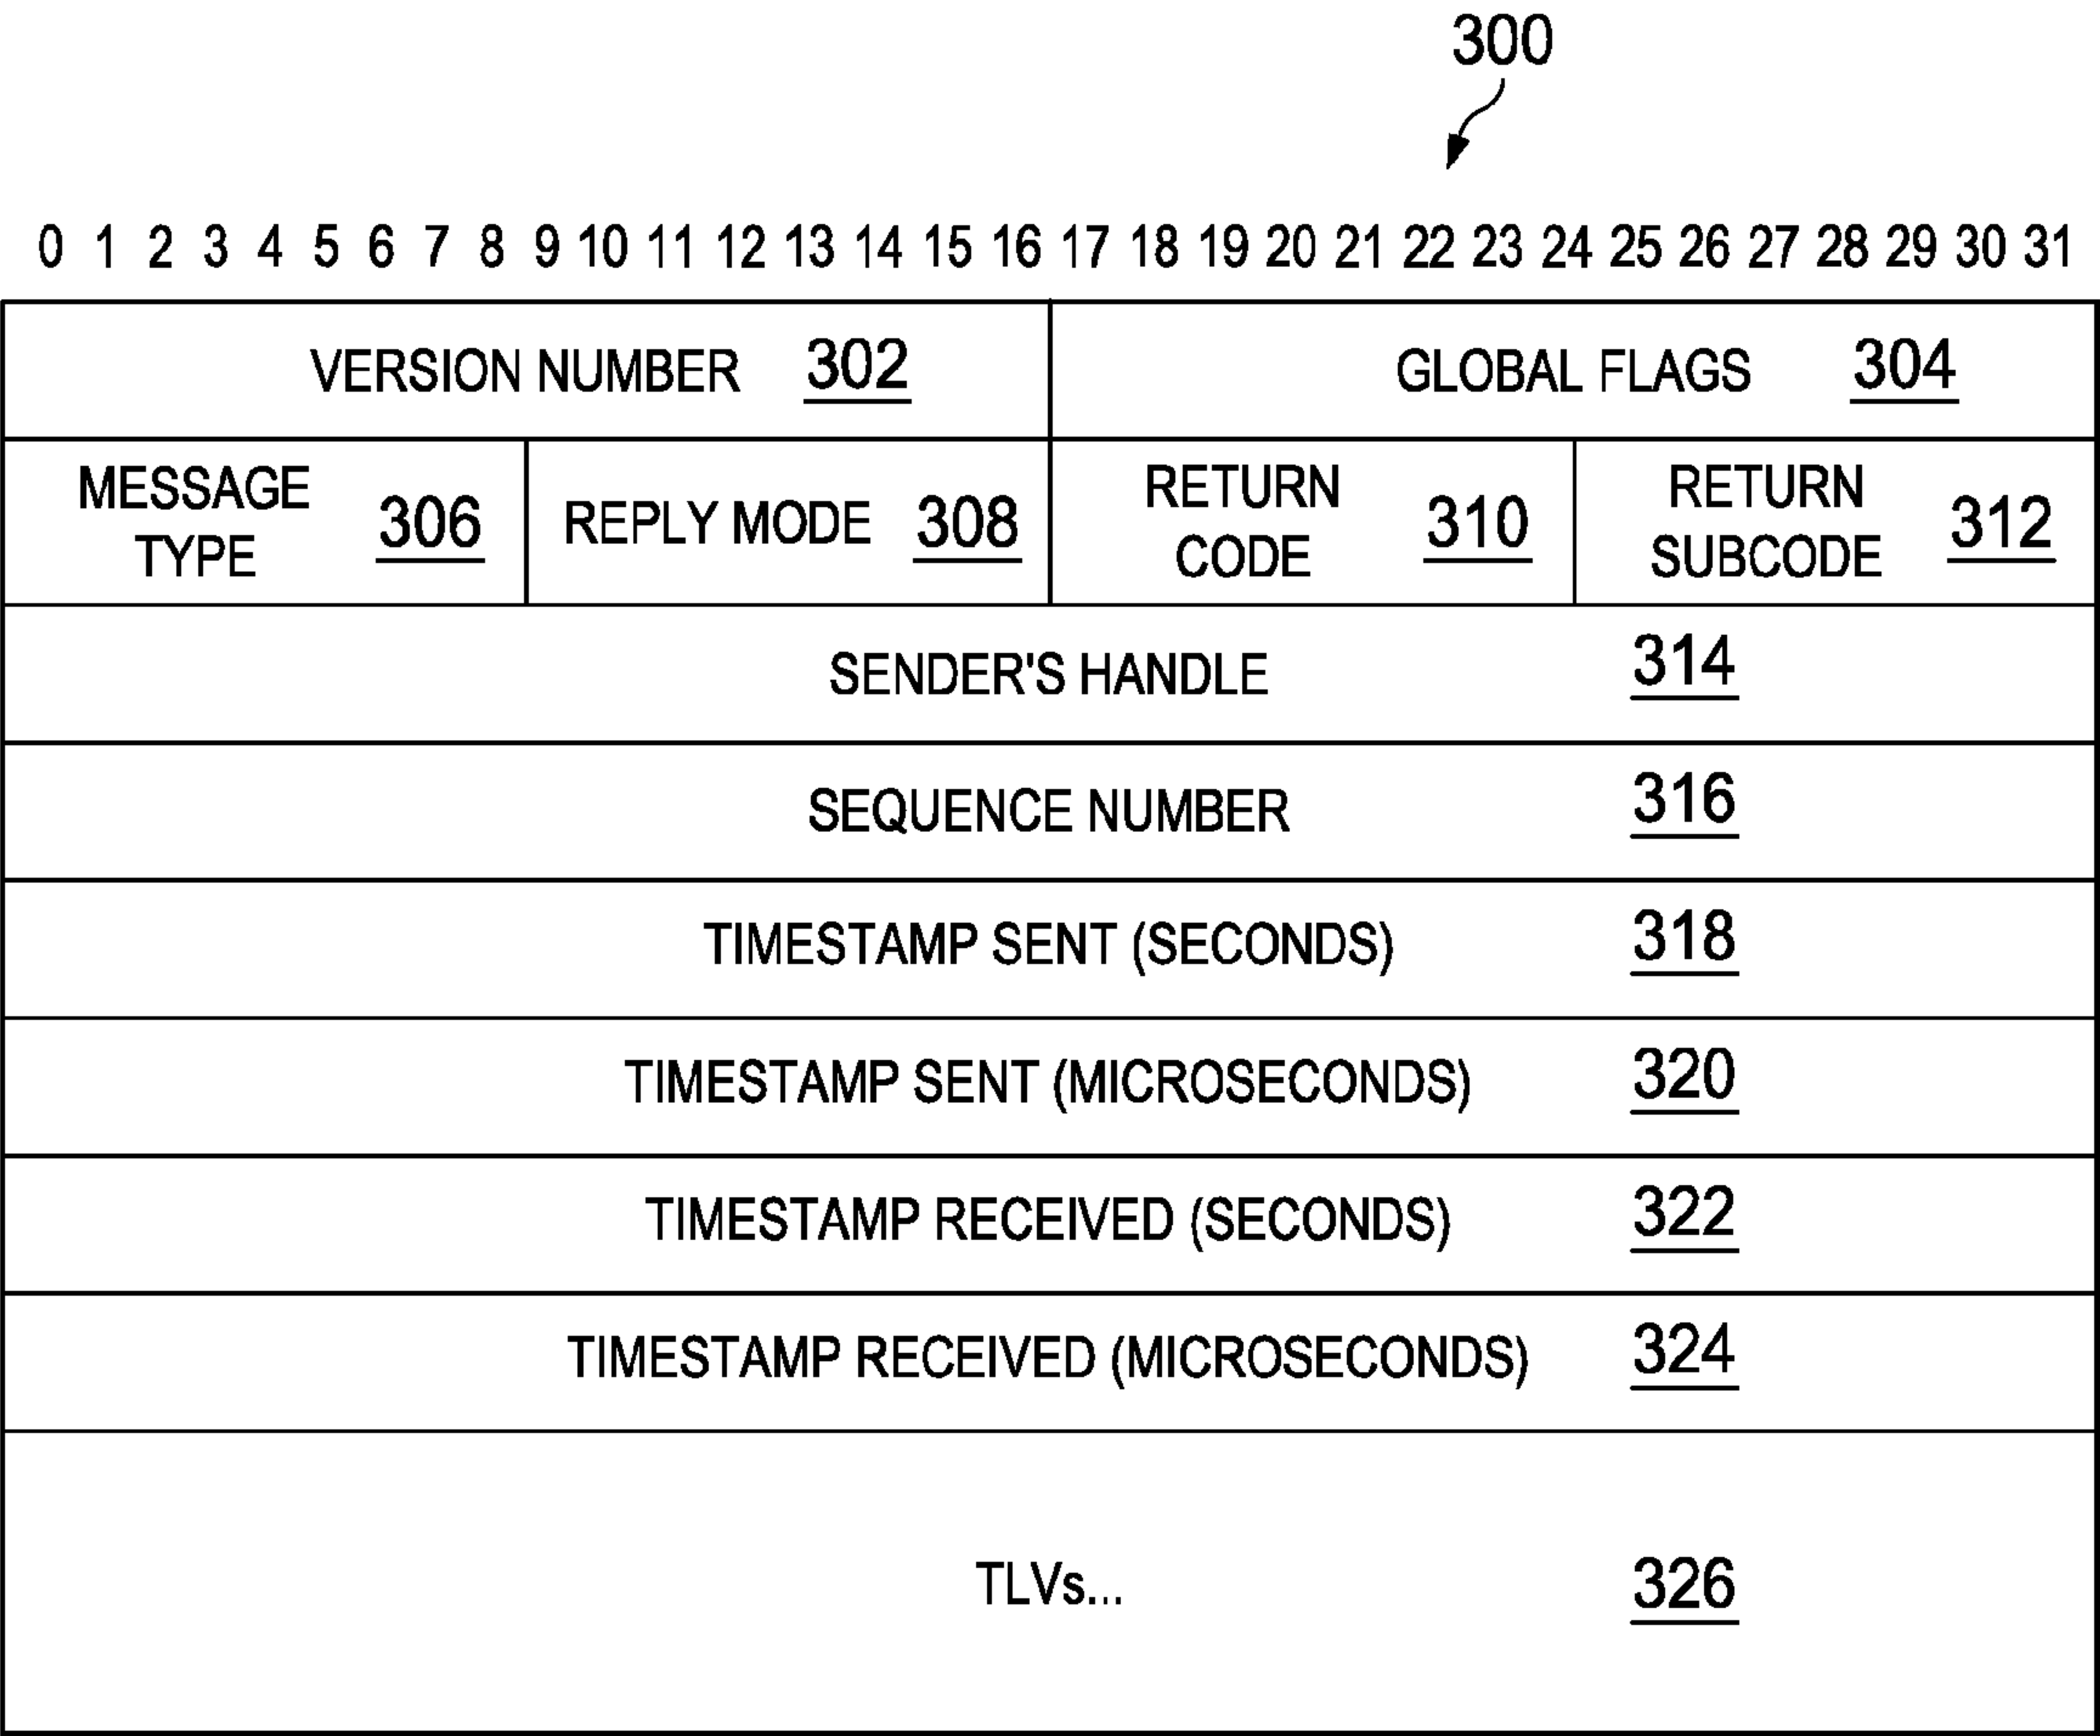 300
0 1 2 3 4 5 6 7 8 9 10 11 12 13 14 15 16 17 18 19 20 21 22 23 24 25 26 27 28 29 30 31
VERSION NUMBER 302
GLOBAL FLAGS 304
MESSAGE
TYPE
306
REPLY MODE 308
RETURN
CODE
310
RETURN
SUBCODE
312
SENDER'S HANDLE 314
SEQUENCE NUMBER 316
TIMESTAMP SENT (SECONDS) 318
TIMESTAMP SENT (MICROSECONDS) 320
TIMESTAMP RECEIVED (SECONDS) 322
TIMESTAMP RECEIVED (MICROSECONDS) 324
TLVs... 326